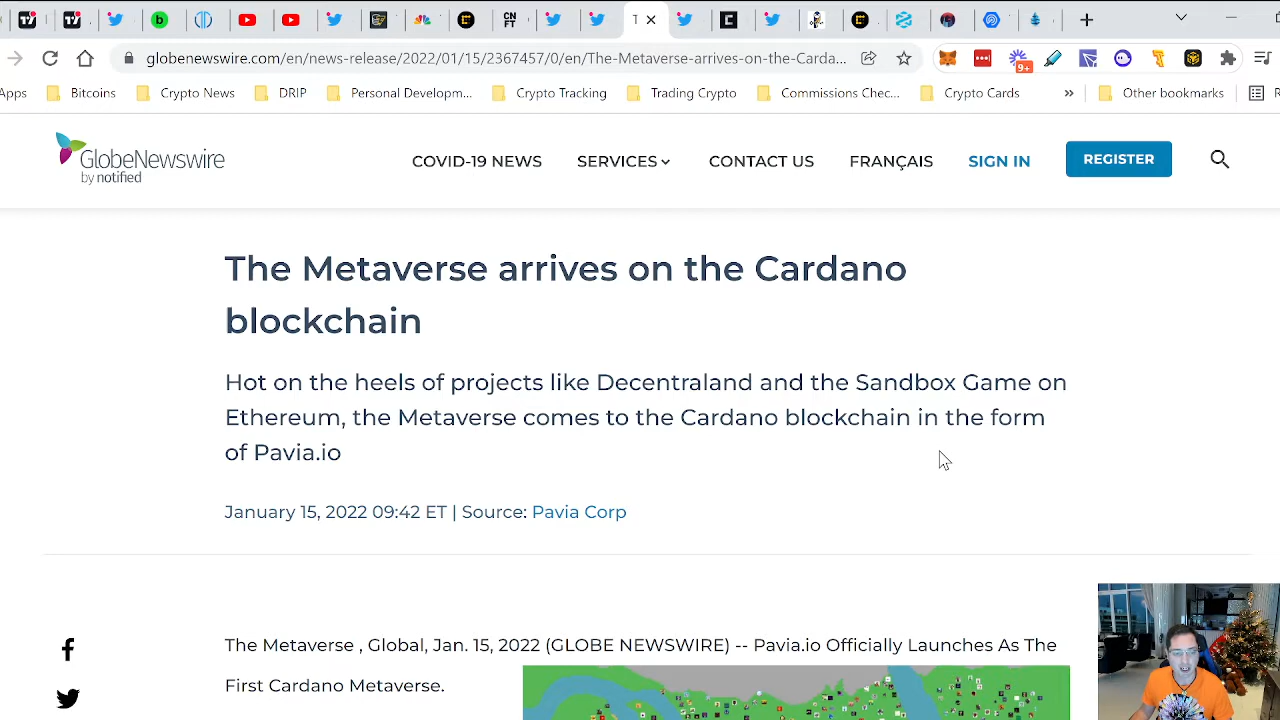 CN
FT
T
globenewswire.com/en/news-release/2022/01/15/2367457/0/en/The-Metaverse-arrives-on-the-Carda...
9+
Apps
Bitcoins
Crypto News
DRIP
Personal Developm...
Crypto Tracking
Trading Crypto
Commissions Chec...
Crypto Cards
»
Other bookmarks
R
GlobeNewswire
by notified
COVID-19 NEWS
SERVICES
CONTACT US
FRANÇAIS
SIGN IN
REGISTER
The Metaverse arrives on the Cardano
blockchain
Hot on the heels of projects like Decentraland and the Sandbox Game on
Ethereum, the Metaverse comes to the Cardano blockchain in the form
of Pavia.io
January 15, 2022 09:42 ET | Source: Pavia Corp
The Metaverse , Global, Jan. 15, 2022 (GLOBE NEWSWIRE) -- Pavia.io Officially Launches As The
First Cardano Metaverse.